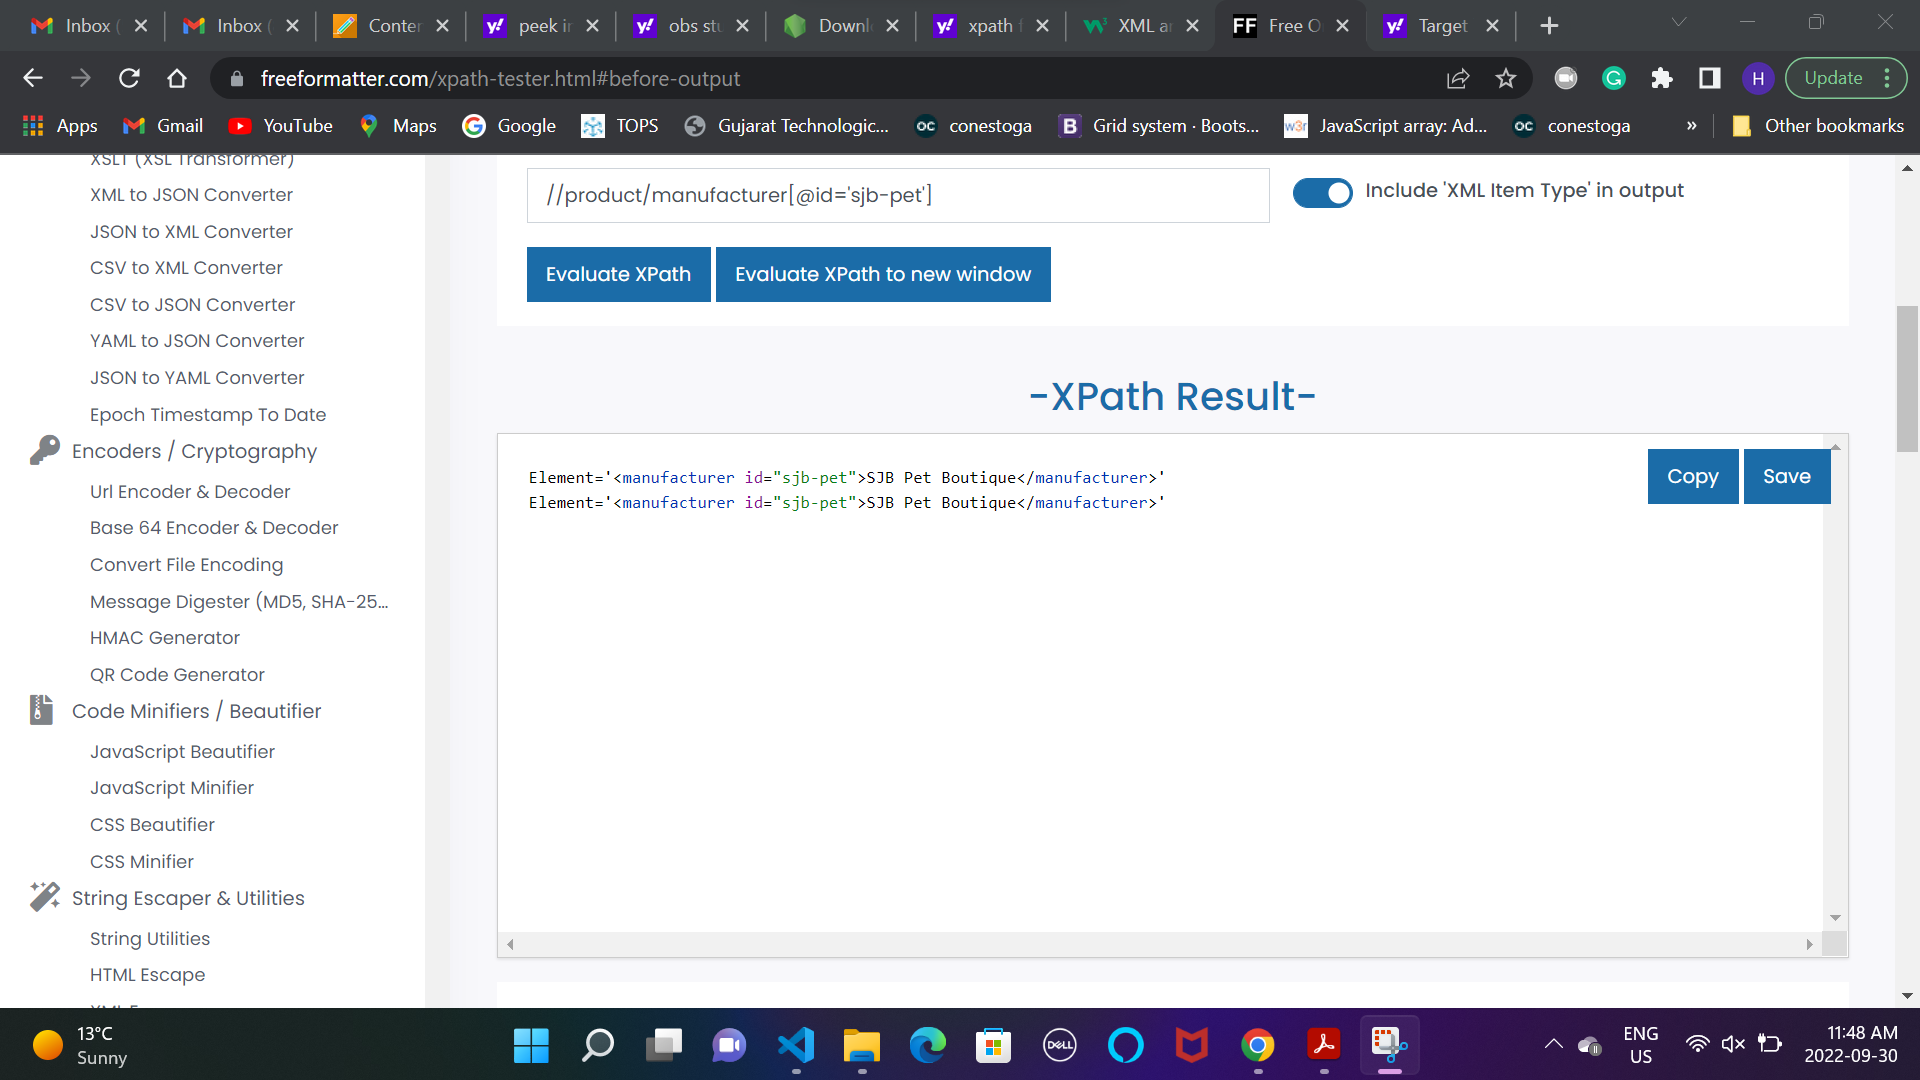 Inbox (
Inbox (
Conter
peek in
obs stu
Downl
xpath f
XML an
Free O
Target
freeformatter.com/xpath-tester.html#before-output
H
Update
Apps
Gmail
YouTube
Maps
Google
TOPS
Gujarat Technologic...
conestoga
Grid system · Boots...
JavaScript array: Ad...
conestoga
»
Other bookmarks
XSLT (XSL Transformer)
XML to JSON Converter
JSON to XML Converter
CSV to XML Converter
CSV to JSON Converter
YAML to JSON Converter
JSON to YAML Converter
Epoch Timestamp To Date
Encoders / Cryptography
Url Encoder & Decoder
Base 64 Encoder & Decoder
Convert File Encoding
Message Digester (MD5, SHA-25...
HMAC Generator
QR Code Generator
Code Minifiers / Beautifier
JavaScript Beautifier
JavaScript Minifier
CSS Beautifier
CSS Minifier
String Escaper & Utilities
String Utilities
HTML Escape
//product/manufacturer[@id='sjb-pet']
Include 'XML Item Type' in output
Evaluate XPath
Evaluate XPath to new window
-XPath Result-
Copy
Save
Element='<manufacturer id="sjb-pet">SJB Pet Boutique</manufacturer>'
Element='<manufacturer id="sjb-pet">SJB Pet Boutique</manufacturer>'
13°C
Sunny
DELL
ENG
US
11:48 AM
2022-09-30